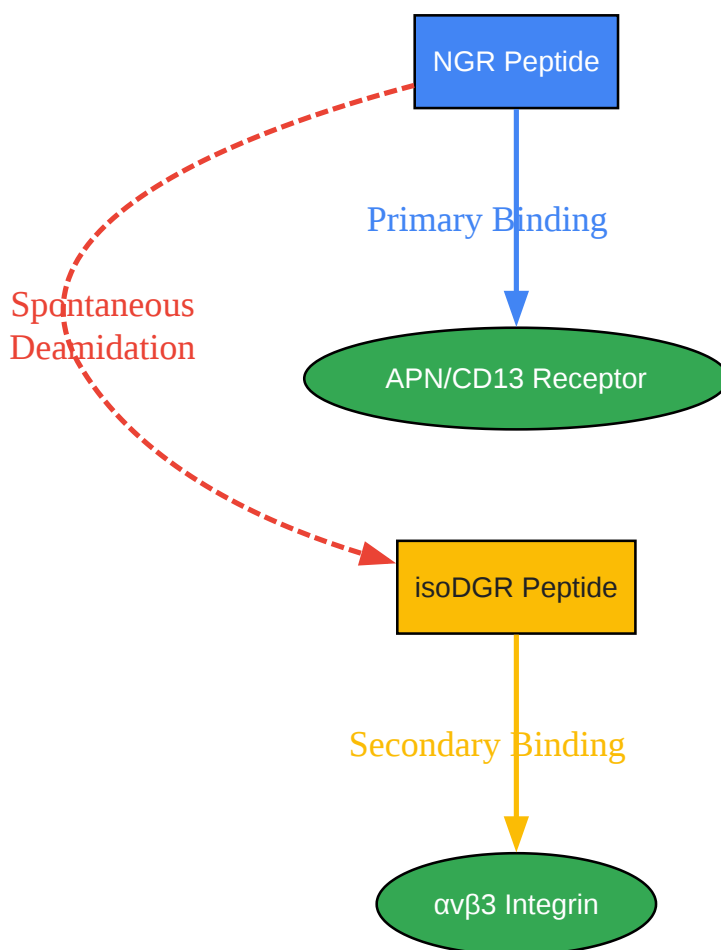 NGR Peptide
Primary Binding
Spontaneous
Deamidation
APN/CD13 Receptor
isoDGR Peptide
Secondary Binding
αvβ3 Integrin